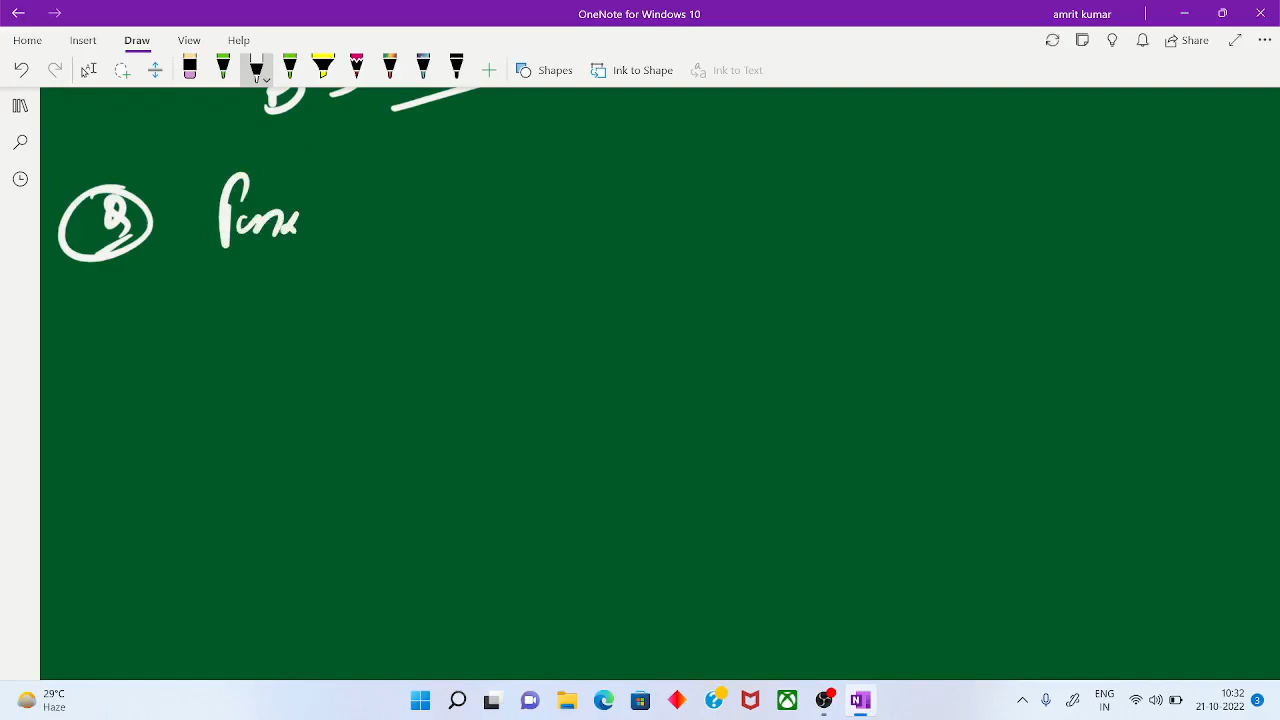 OneNote for Windows 10
amrit kumar
Home
Insert
Draw
View
Help
Share
Shapes
Ink to Shape
Ink to Text
29°C
Haze
ENG
IN
10:32
21-10-2022
3